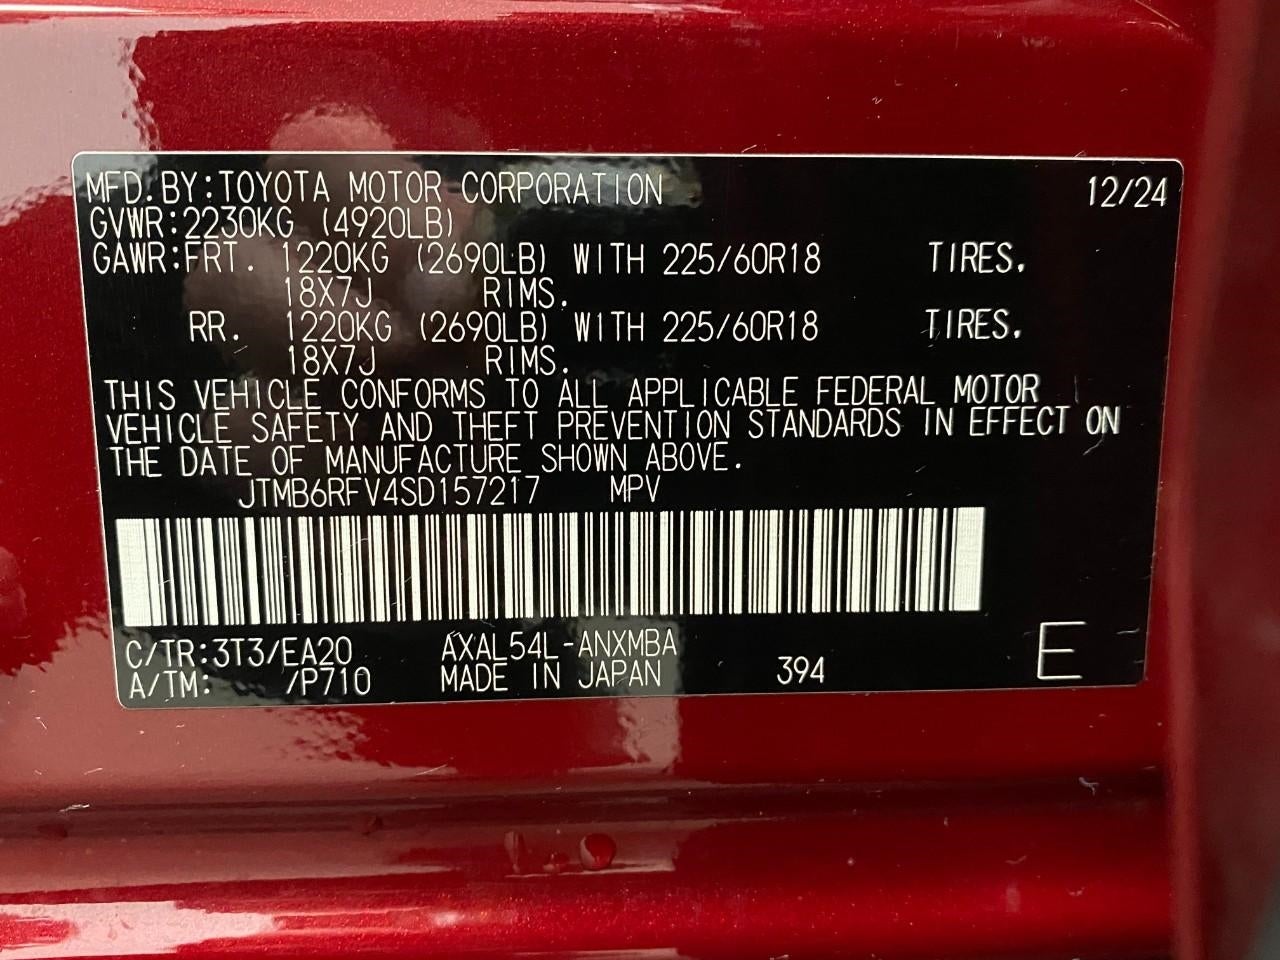 MFD.BY:TOYOTA MOTOR CORPORATION 12/24
GVWR:2230KG (4920LB)
GAWR:FRT. 1220KG (2690LB) WITH 225/60R18 TIRES.
18X7J RIMS.
RR. 1220KG (2690LB) WITH 225/60R18 TIRES.
18X7J RIMS.
THIS VEHICLE CONFORMS TO ALL APPLICABLE FEDERAL MOTOR
VEHICLE SAFETY AND THEFT PREVENTION STANDARDS IN EFFECT ON
THE DATE OF MANUFACTURE SHOWN ABOVE.
JTMB6RFV4SD157217 MPV
C/TR:3T3/EA20 AXAL54L-ANXMBA
A/TM: /P710 MADE IN JAPAN 394 E